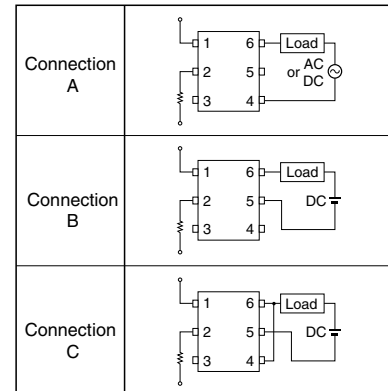 Connection
A
1 6 Load
2 5 or AC
DC
3 4
Connection
B
1 6 Load
2 5 DC
3 4
Connection
C
1 6 Load
2 5 DC
3 4